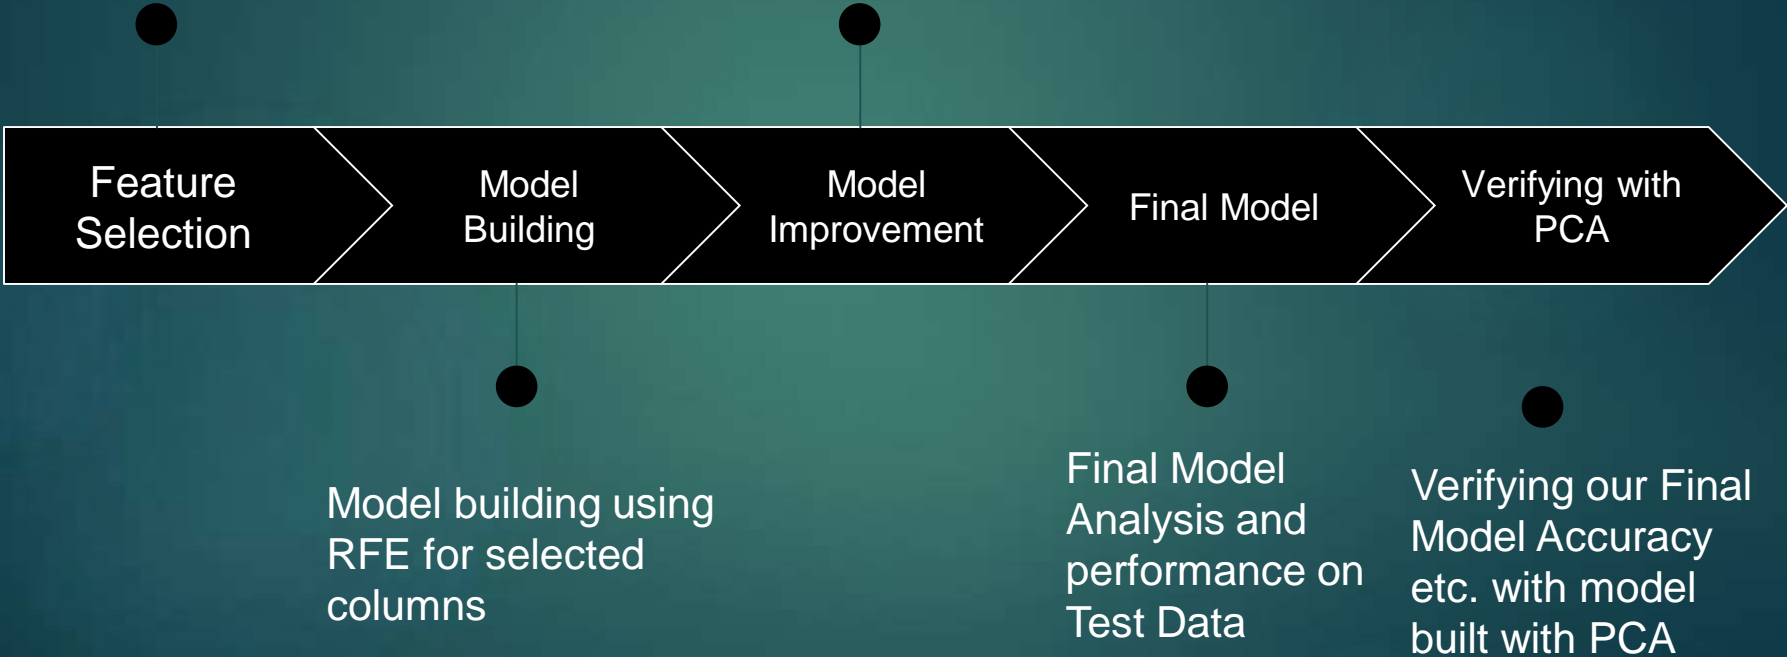 Feature
Selection
Model
Building
Model
Improvement
Final Model
Verifying with
PCA
Model building using
RFE for selected
columns
Final Model
Analysis and
performance on
Test Data
Verifying our Final
Model Accuracy
etc. with model
built with PCA